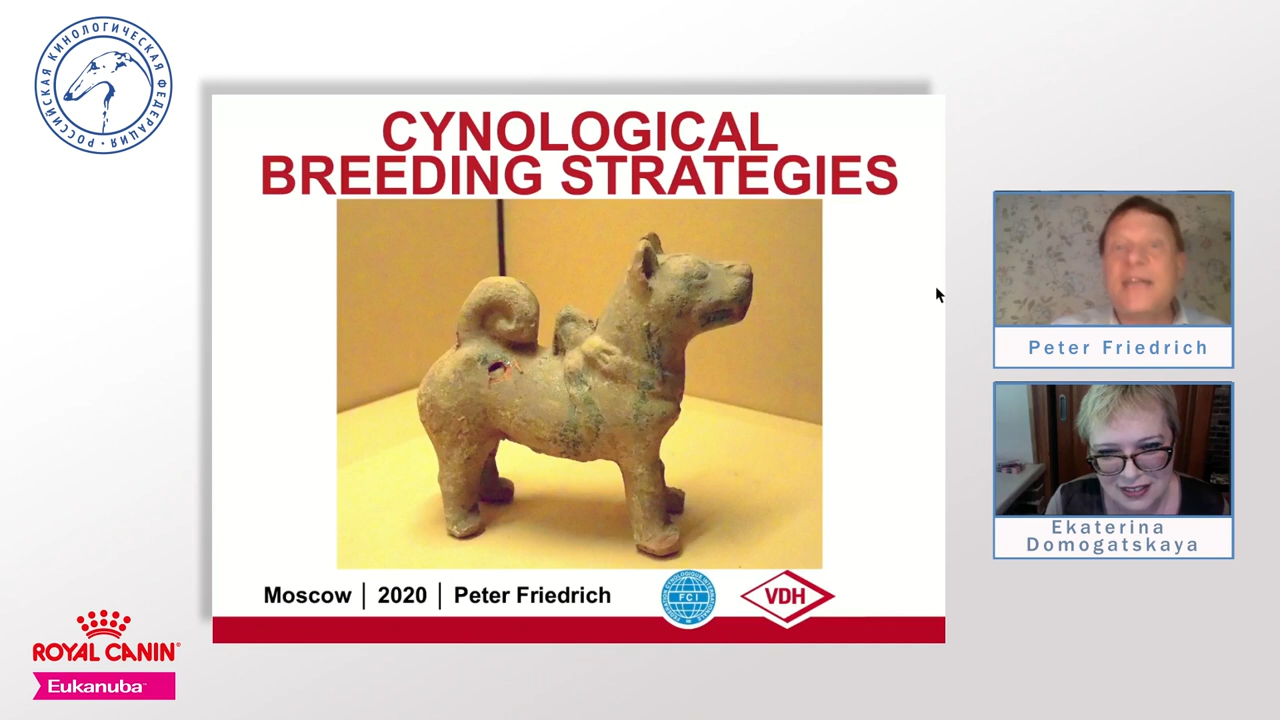 РОССИЙСКАЯ КИНОЛОГИЧЕСКАЯ ФЕДЕРАЦИЯ
CYNOLOGICAL
BREEDING STRATEGIES
Moscow | 2020 | Peter Friedrich
FCI
VDH
Peter Friedrich
Ekaterina
Domogatskaya
ROYAL CANIN
Eukanuba